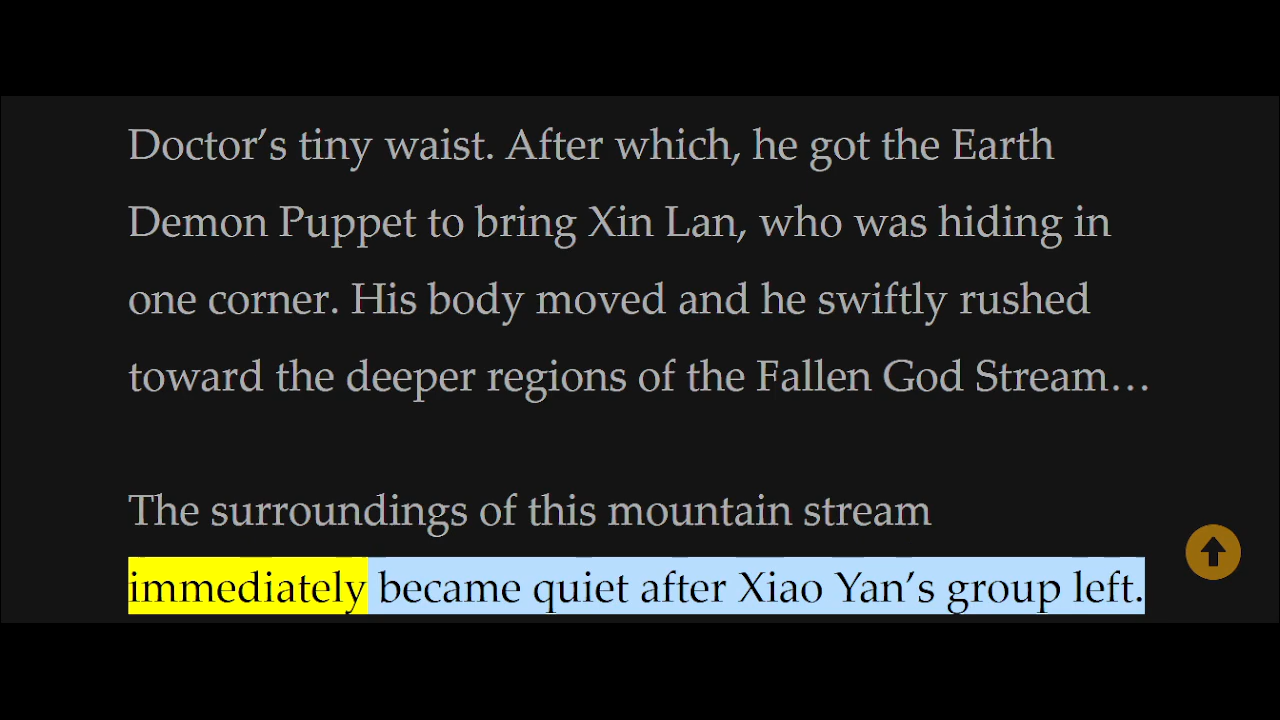 Doctor’s tiny waist. After which, he got the Earth
Demon Puppet to bring Xin Lan, who was hiding in
one corner. His body moved and he swiftly rushed
toward the deeper regions of the Fallen God Stream…
The surroundings of this mountain stream
immediately became quiet after Xiao Yan’s group left.